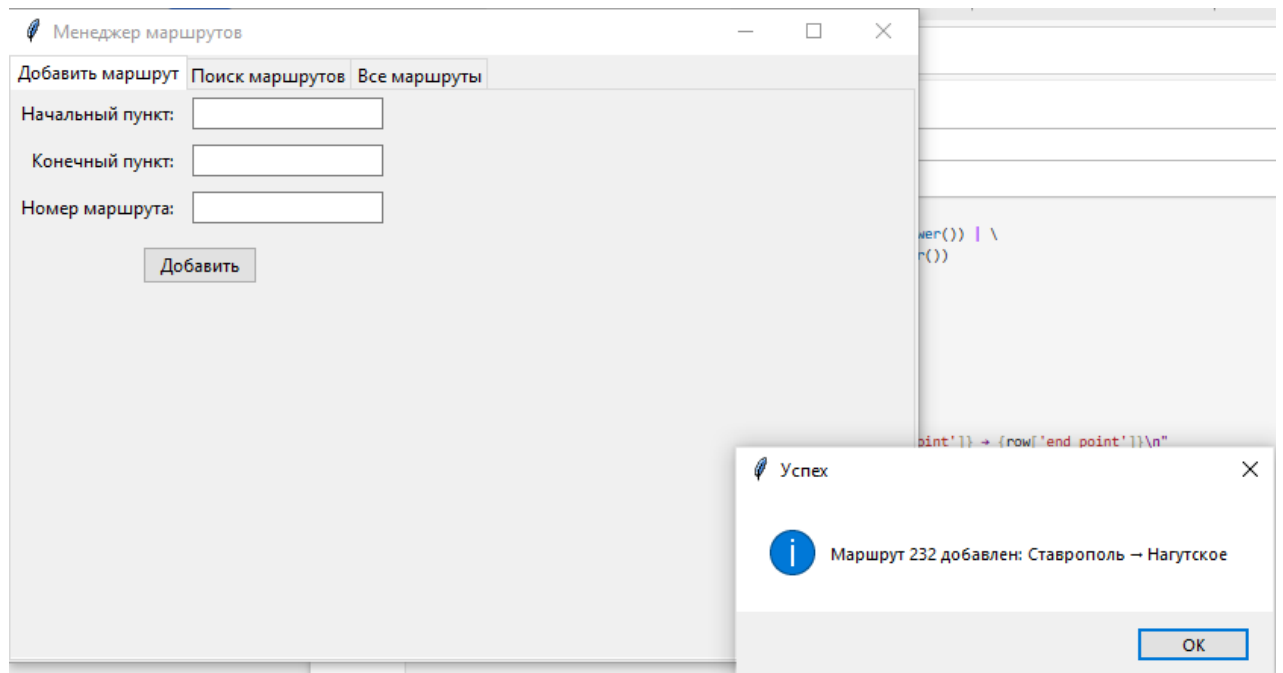 Менеджер маршрутов
Добавить маршрут Поиск маршрутов Все маршруты
Начальный пункт:
Конечный пункт:
Номер маршрута:
Добавить
wer()) | \
r())
point']} → {row['end_point']}\n"
Успех
Маршрут 232 добавлен: Ставрополь → Нагутское
ОК